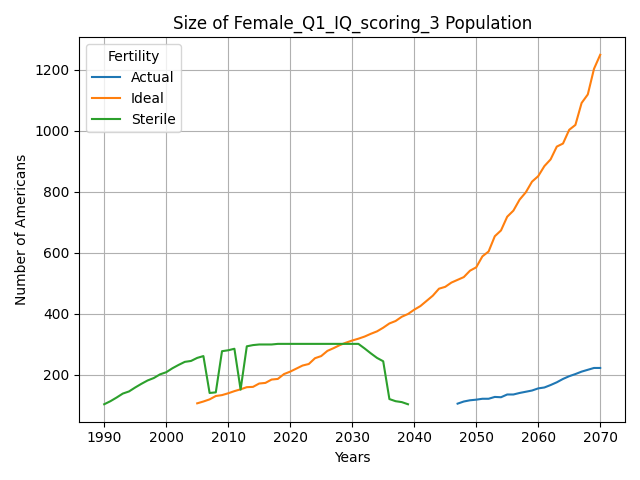 Size of Female_Q1_IQ_scoring_3 Population
Fertility
Actual
Ideal
Sterile
Number of Americans
1200
1000
800
600
400
200
1990 2000 2010 2020 2030 2040 2050 2060 2070
Years